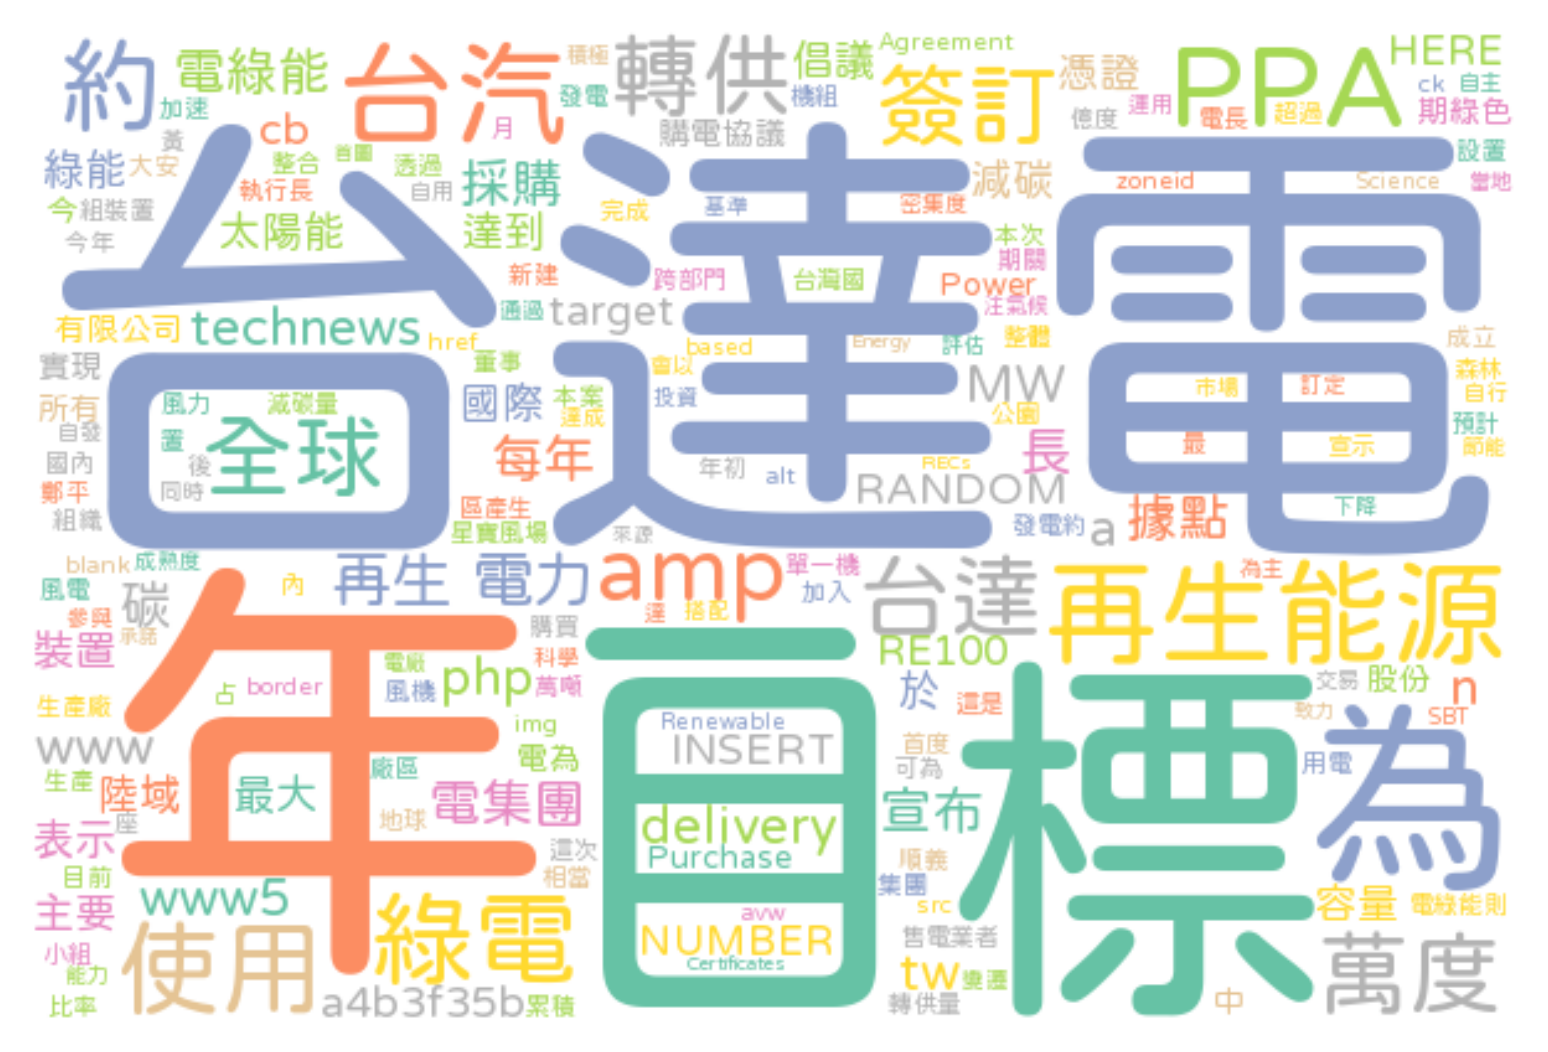 約
電綠能
加速
台汽
積極
發電
轉供
機組
購電協議
倡議
Agreement
簽訂
憑證
億度
運用
PPA
電長
超過
HERE
ck
自主
期綠色
黃
cb
月
綠能
大安
整合
首圖
透過
執行長
自用
採購
減碳
zoneid
Science
設置
當地
今
組裝置
今年
太陽能
達到
完成
基準
密集度
本次
期間
台達電
新建
跨部門
台灣國
Power
注氣候
有限公司
technews
href
通過
target
based
Energy
評估
整體
成立
實現
董事
會以
MW
市場
訂定
森林
自行
所有
自發
風力
減碳量
國際
本案
達成
投資
公園
預計
置
全球
每年
長
最
宣示
節能
國內
後
年初
alt
RECs
鄭平
同時
RANDOM
組織
區產生
星寶風場
來源
發電約
a
據點
下降
blank
成熟度
再生
電力
amp
單一機
加入
台達
再生能源
為主
風電
碳
內
參與
承諾
達
搭配
購買
裝置
電廠
科學
RE100
占
border
風機
php
萬噸
於
這是
交易
股份
n
致力
SBT
生產廠
年
目標
為
www
img
Renewable
INSERT
首度
可為
用電
生產
陸域
最大
廠區
電為
電集團
地球
座
表示
這次
delivery
Purchase
宣布
目前
相當
順義
集團
www5
主要
綠電
avw
src
容量
電綠能則
使用
NUMBER
售電業者
萬度
小組
能力
Certificates
tw
變遷
比率
a4b3f35b
累積
轉供量
中